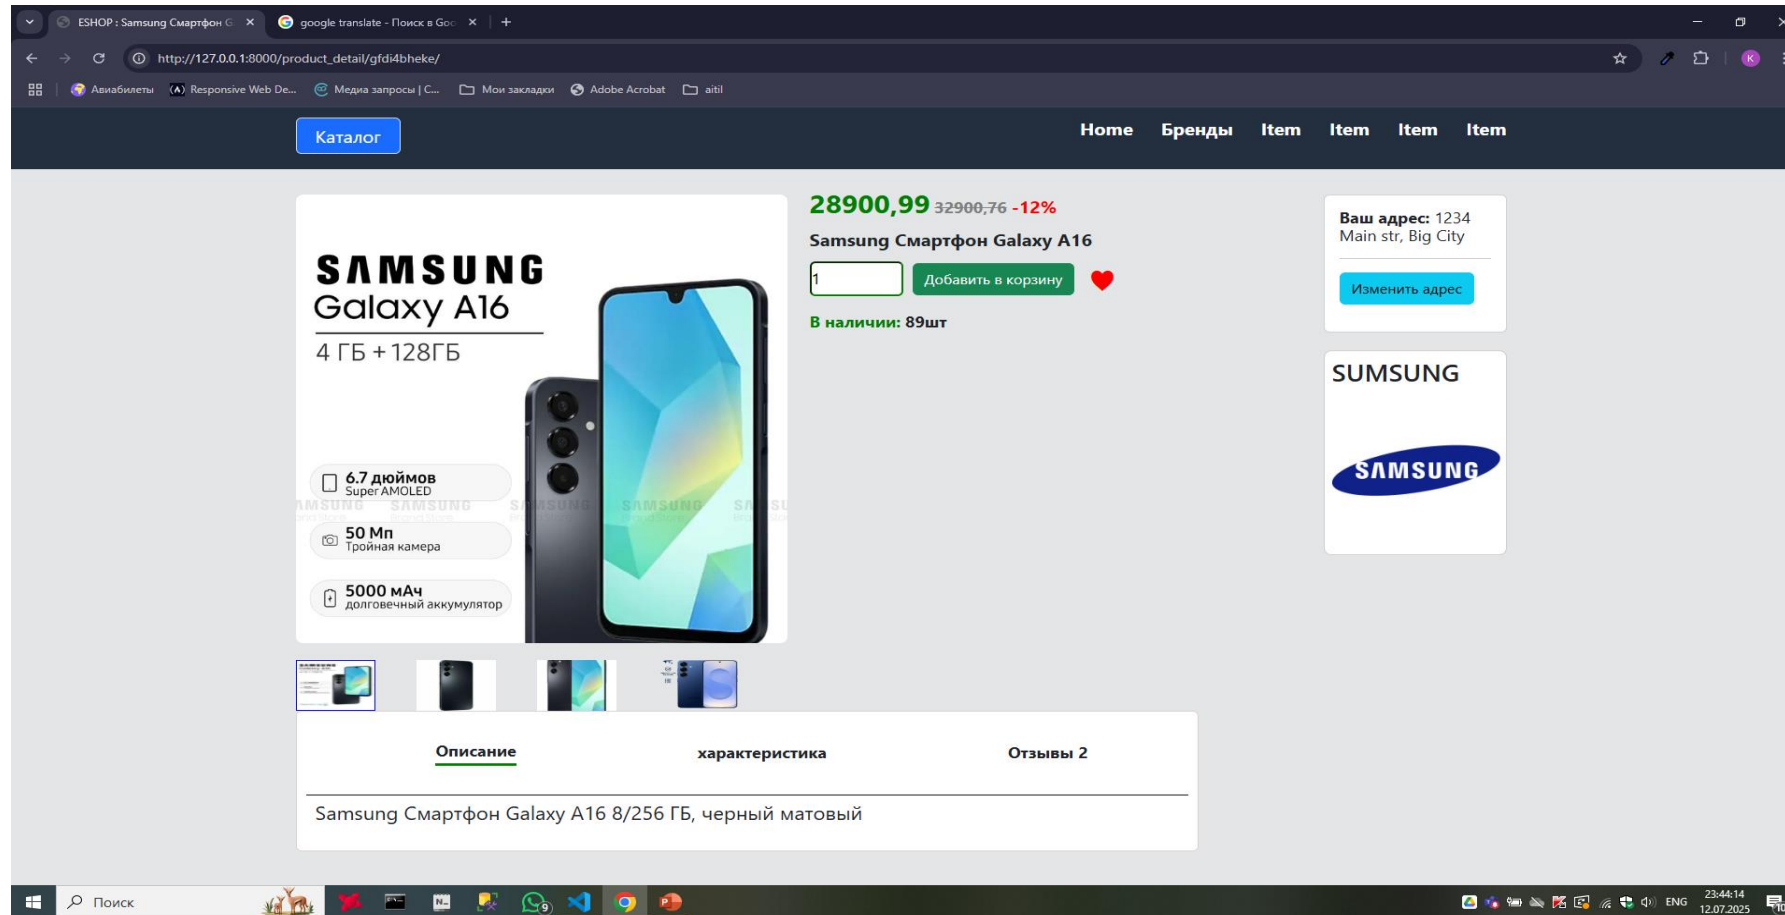 ESHOP : Samsung Смартфон G
google translate - Поиск в Goo
http://127.0.0.1:8000/product_detail/gfdi4bheke/
K
Авиабилеты
Responsive Web De...
Медиа запросы | C...
Мои закладки
Adobe Acrobat
aitil
Каталог
Home Бренды Item Item Item Item
SAMSUNG
Galaxy A16
4 ГБ + 128ГБ
6.7 дюймов
Super AMOLED
SAMSUNG SAMSUNG SAMSUNG
50 Мп
Тройная камера
5000 мАч
долговечный аккумулятор
28900,99 32900,76 -12%
Samsung Смартфон Galaxy A16
1 Добавить в корзину
В наличии: 89шт
Ваш адрес: 1234
Main str, Big City
Изменить адрес
SUMSUNG
SAMSUNG
Описание характеристика Отзывы 2
Samsung Смартфон Galaxy A16 8/256 ГБ, черный матовый
Поиск
9
ENG
23:44:14
12.07.2025